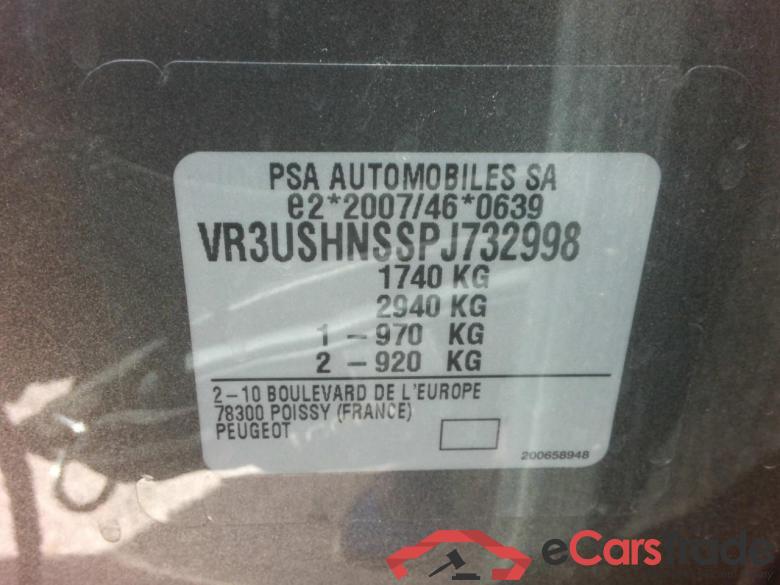 PSA AUTOMOBILES SA
e2*2007/46*0639
VR3USHNSSPJ732998
1740 KG
2940 KG
1 – 970 KG
2 – 920 KG
2–10 BOULEVARD DE L'EUROPE
78300 POISSY (FRANCE)
PEUGEOT
200658948
eCarsTrade